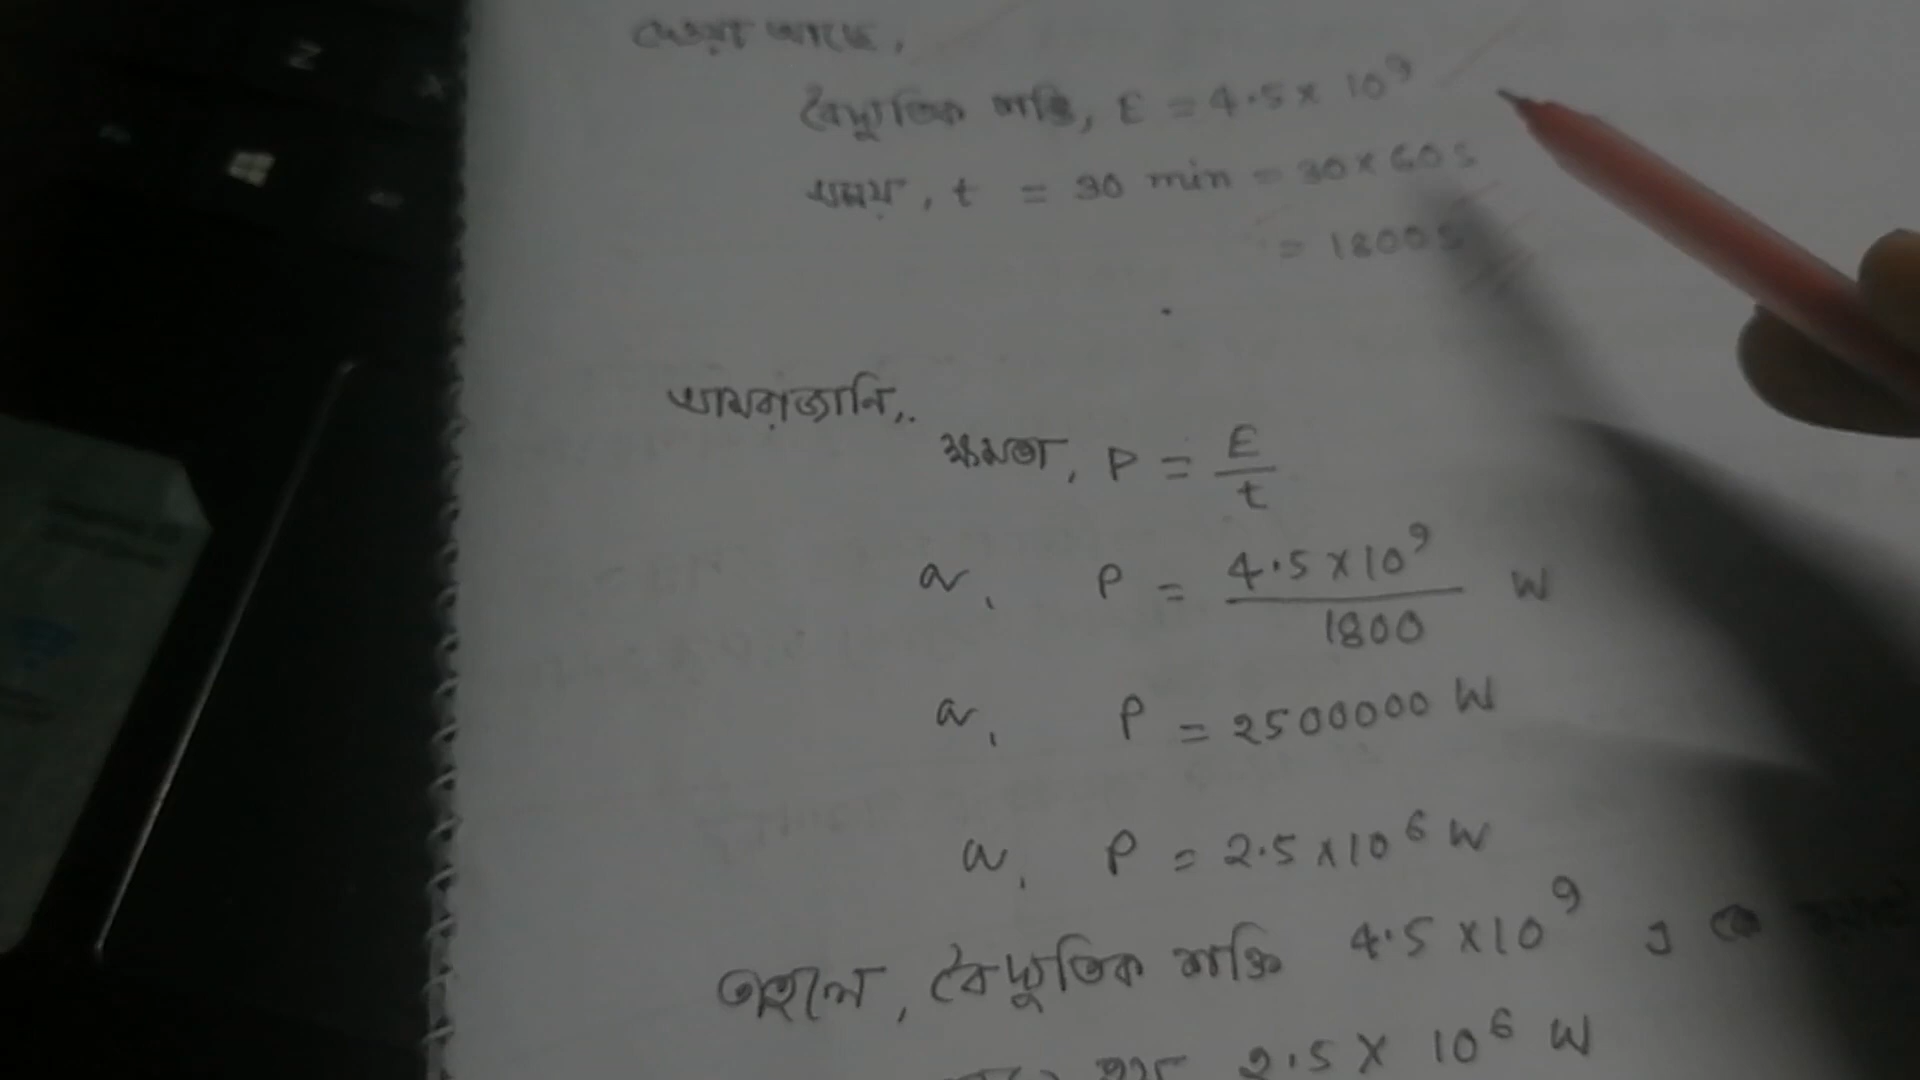 দেওয়া আছে,
বৈদ্যুতিক শক্তি, E = 4.5 × 10⁹
সময়, t = 30 min = 30 × 60 s
= 1800 s
আমরা জানি,
ক্ষমতা, P = E/t
বা, P = 4.5 × 10⁹/1800 W
বা, P = 2500000 W
বা, P = 2.5 × 10⁶ W
তাহলে, বৈদ্যুতিক শক্তি 4.5 × 10⁹ J কে
2.5 × 10⁶ W